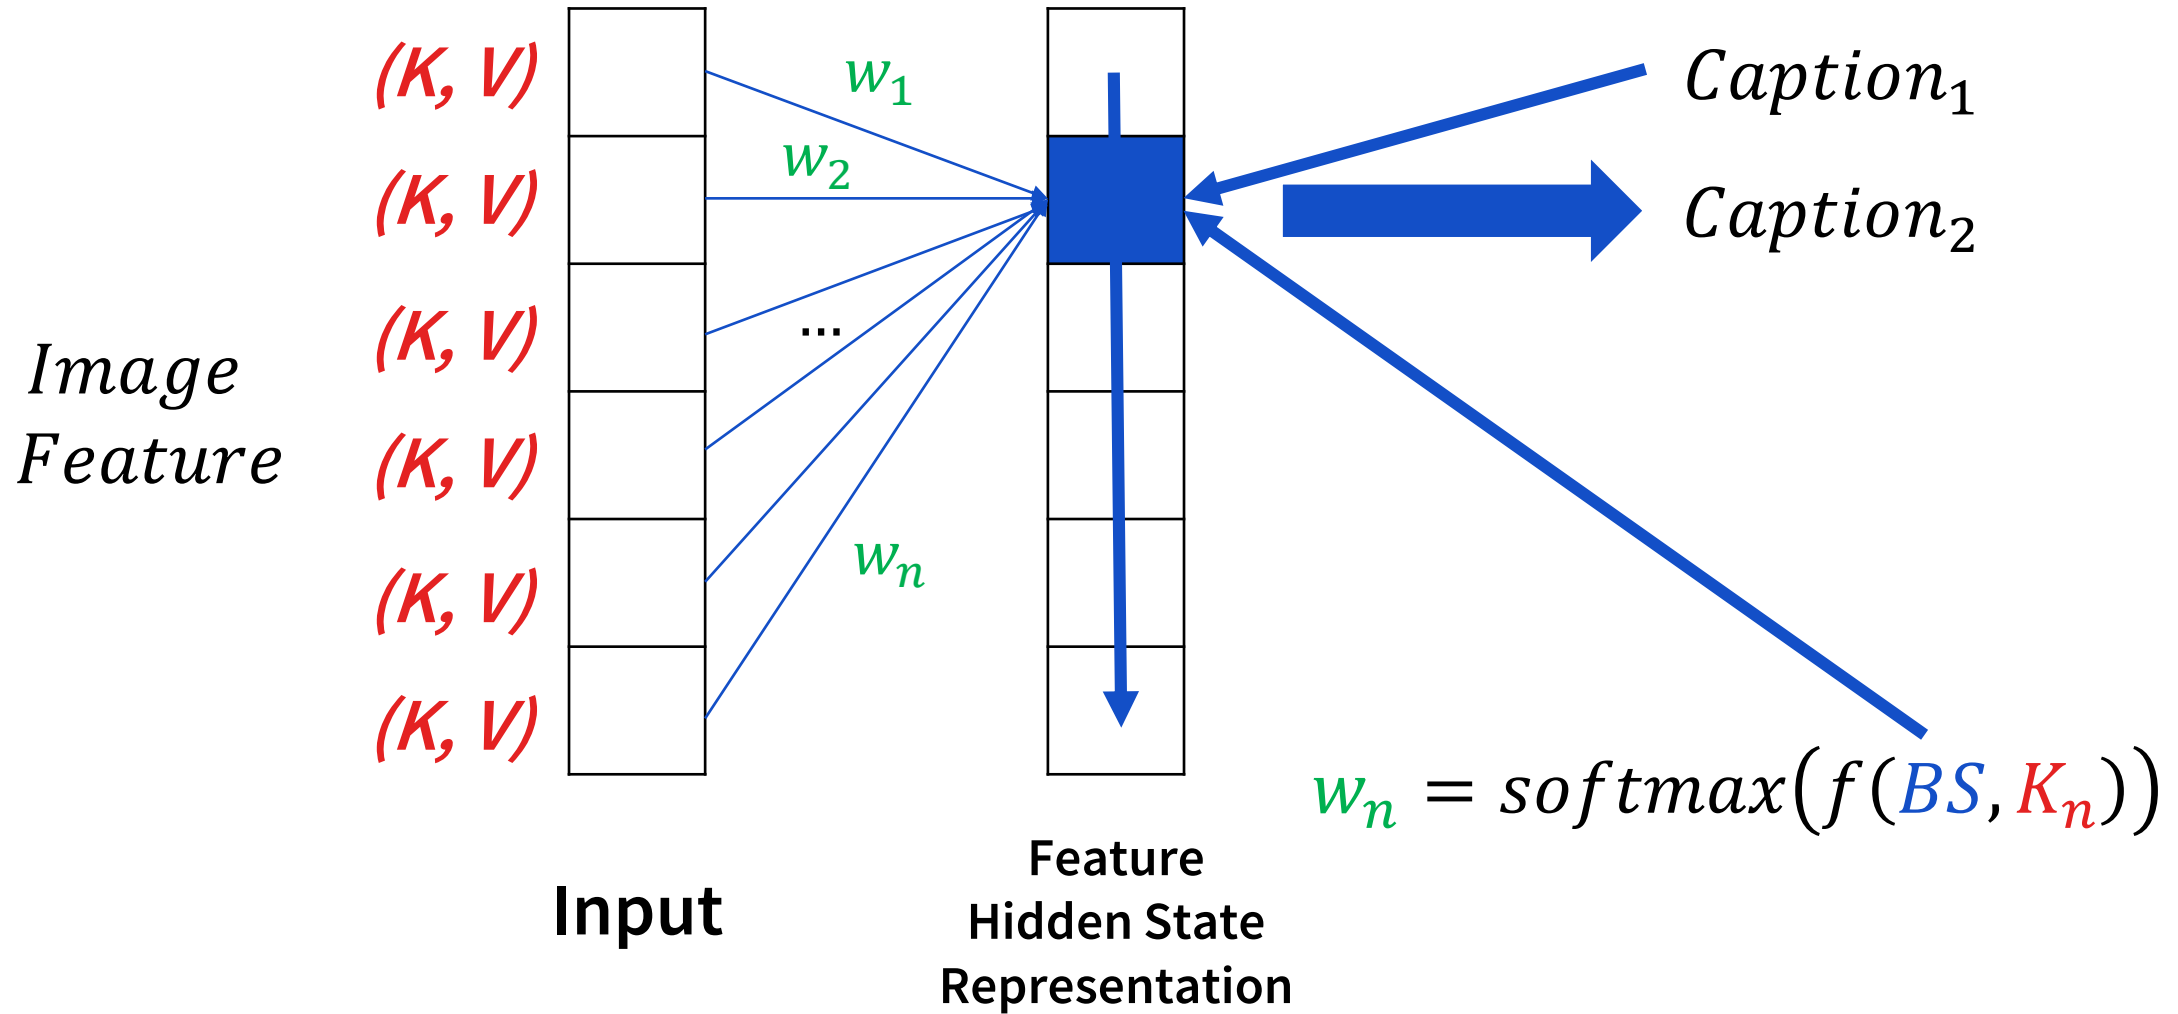 (K, V)
w₁
Caption₁
(K, V)
w₂
Caption₂
(K, V)
...
Image
Feature
(K, V)
(K, V)
wₙ
(K, V)
wₙ = softmax(f(BS, Kₙ))
Input
Feature
Hidden State
Representation